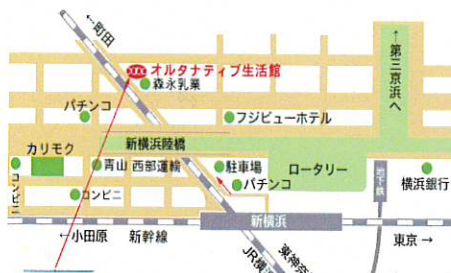 ←町田
オルタナティブ生活館
森永乳業
↑第三京浜へ
パチンコ
フジビューホテル
新横浜陸橋
カリモク
青山
西部運輸
駐車場
ロータリー
コンビニ
コンビニ
パチンコ
地下鉄
横浜銀行
新横浜
←小田原
新幹線
東京→
JR横
東神奈